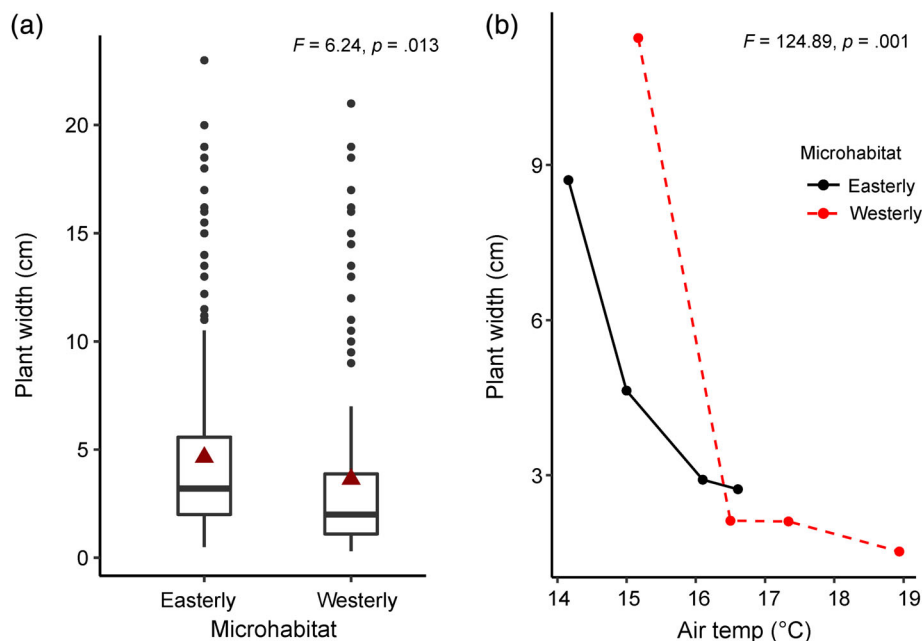 (a)
F = 6.24, p = .013
Plant width (cm)
20
15
10
5
0
Easterly
Westerly
Microhabitat
(b)
F = 124.89, p = .001
Microhabitat
Easterly
Westerly
Plant width (cm)
9
6
3
14
15
16
17
18
19
Air temp (°C)